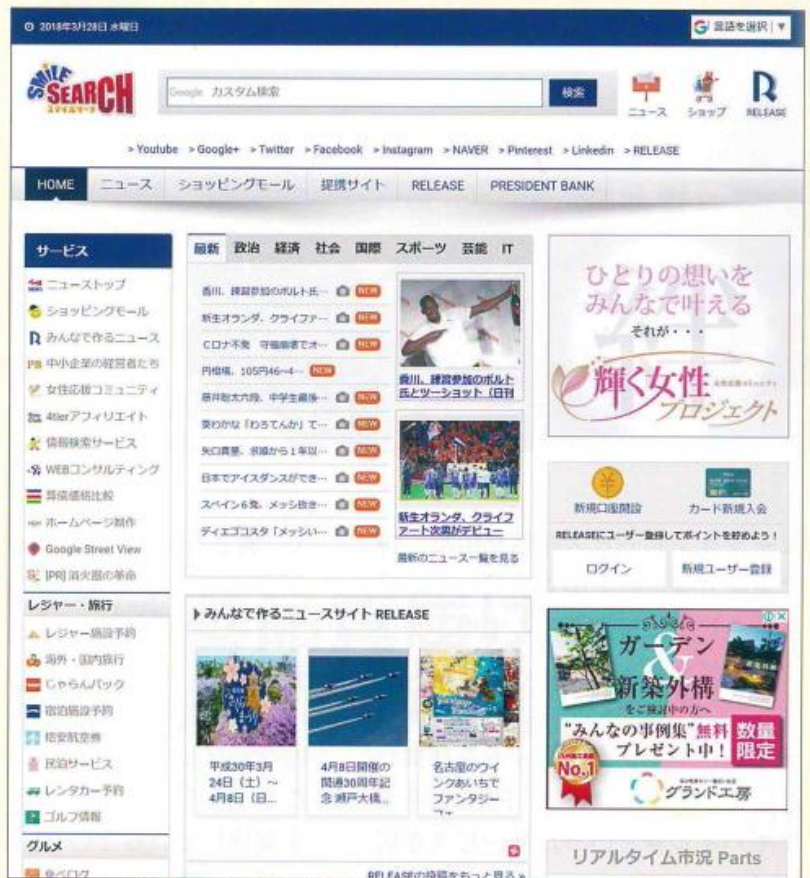 2018年3月28日 水曜日
言語を選択 ▼
SMILE SEARCH
スマイルサーチ
Google カスタム検索
検索
ニュース
ショップ
RELEASE
> Youtube > Google+ > Twitter > Facebook > Instagram > NAVER > Pinterest > Linkedin > RELEASE
HOME ニュース ショッピングモール 提携サイト RELEASE PRESIDENT BANK
サービス
ニューストップ
ショッピングモール
みんなで作るニュース
PB 中小企業の経営者たち
女性応援コミュニティ
4tierアフィリエイト
情報検索サービス
WEBコンサルティング
算債価格比較
ホームページ制作
Google Street View
[PR] 消火器の革命
レジャー・旅行
レジャー施設予約
海外・国内旅行
じゃらんパック
宿泊施設予約
格安航空券
民泊サービス
レンタカー予約
ゴルフ情報
グルメ
食べログ
最新 政治 経済 社会 国際 スポーツ 芸能 IT
香川、練習参加のボルト氏… NEW
新生オランダ、クライファー… NEW
Cロナ不発 守備崩壊でオ… NEW
円相場、105円46~4… NEW
藤井聡太六段、中学生最後… NEW
葵わかな「わろてんか」て… NEW
矢口真里、求婚から1年以… NEW
日本でアイスダンスができ… NEW
スペイン6発、メッシ抜き… NEW
ディエゴコスタ「メッシい… NEW
香川、練習参加のボルト
氏とツーショット（日刊
新生オランダ、クライフ
ァート次男がデビュー
最新のニュース一覧を見る
みんなで作るニュースサイト RELEASE
平成30年3月
24日（土）～
4月8日（日...
4月8日開催の
開通30周年記
念 瀬戸大橋...
名古屋のウイ
ンクあいちで
ファンタジー
フェ
RELEASEの投稿をもっと見る »
ひとりの想いを
みんなで叶える
それが・・・
輝く女性
プロジェクト
新規口座開設
カード新規入会
RELEASEにユーザー登録してポイントを貯めよう！
ログイン
新規ユーザー登録
ガーデン
&
新築外構
をご検討中の方へ
“みんなの事例集”無料
プレゼント中！
数量
限定
No.1
グランド工房
リアルタイム市況 Parts